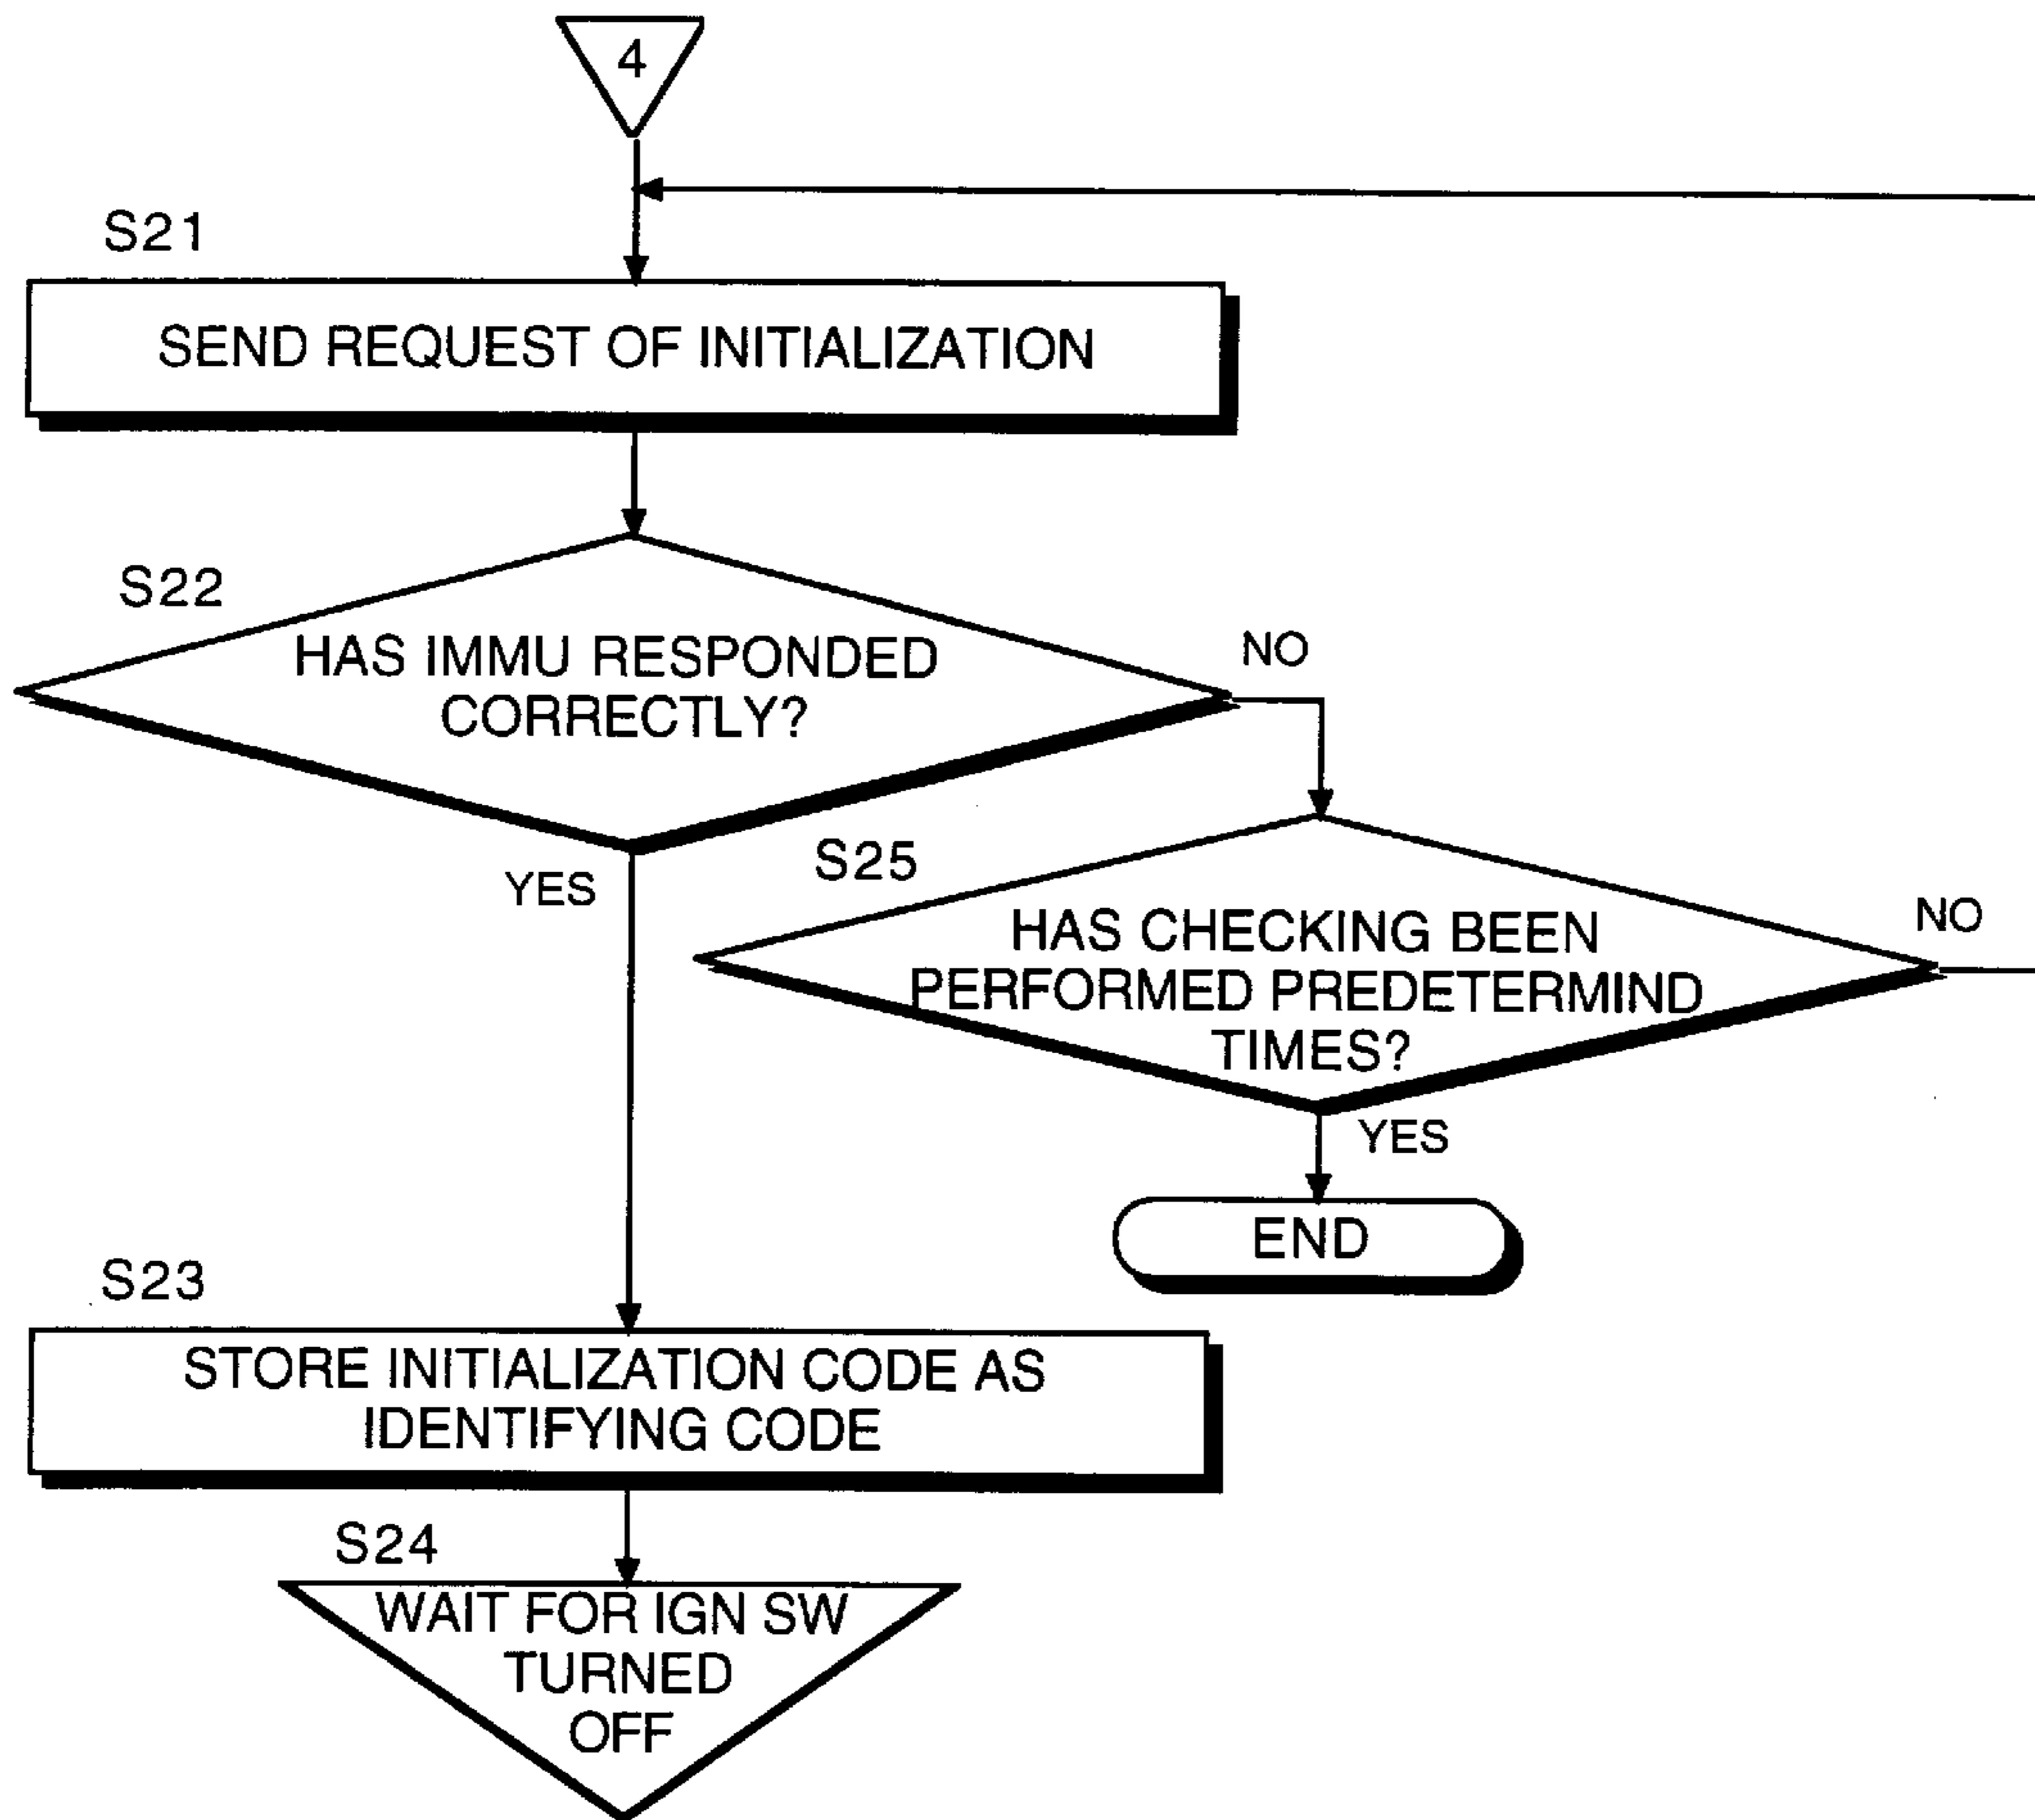 4
S21
SEND REQUEST OF INITIALIZATION
S22
HAS IMMU RESPONDED
CORRECTLY?
NO
YES
S25
HAS CHECKING BEEN
PERFORMED PREDETERMIND
TIMES?
NO
YES
END
S23
STORE INITIALIZATION CODE AS
IDENTIFYING CODE
S24
WAIT FOR IGN SW
TURNED
OFF